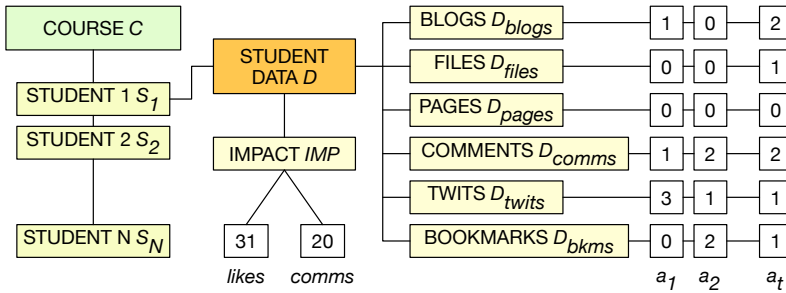 COURSE C
STUDENT 1 S1
STUDENT 2 S2
STUDENT N SN
STUDENT
DATA D
IMPACT IMP
31 20
likes comms
BLOGS Dblogs 1 0 2
FILES Dfiles 0 0 1
PAGES Dpages 0 0 0
COMMENTS Dcomms 1 2 2
TWITS Dtwits 3 1 1
BOOKMARKS Dbkms 0 2 1
a1 a2 at